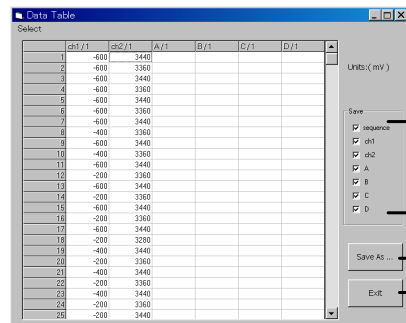 Data Table
Select
ch1/1 ch2/1 A/1 B/1 C/1 D/1
1 -600 3440
2 -600 3360
3 -600 3440
4 -600 3360
5 -600 3440
6 -600 3360
7 -600 3440
8 -400 3360
9 -600 3440
10 -400 3360
11 -600 3440
12 -200 3360
13 -600 3440
14 -200 3360
15 -600 3440
16 -200 3360
17 -600 3440
18 -200 3280
19 -400 3440
20 -200 3360
21 -400 3440
22 -200 3360
23 -400 3440
24 -200 3360
25 -200 3440
Units:( mV )
Save
sequence
ch1
ch2
A
B
C
D
Save As ...
Exit